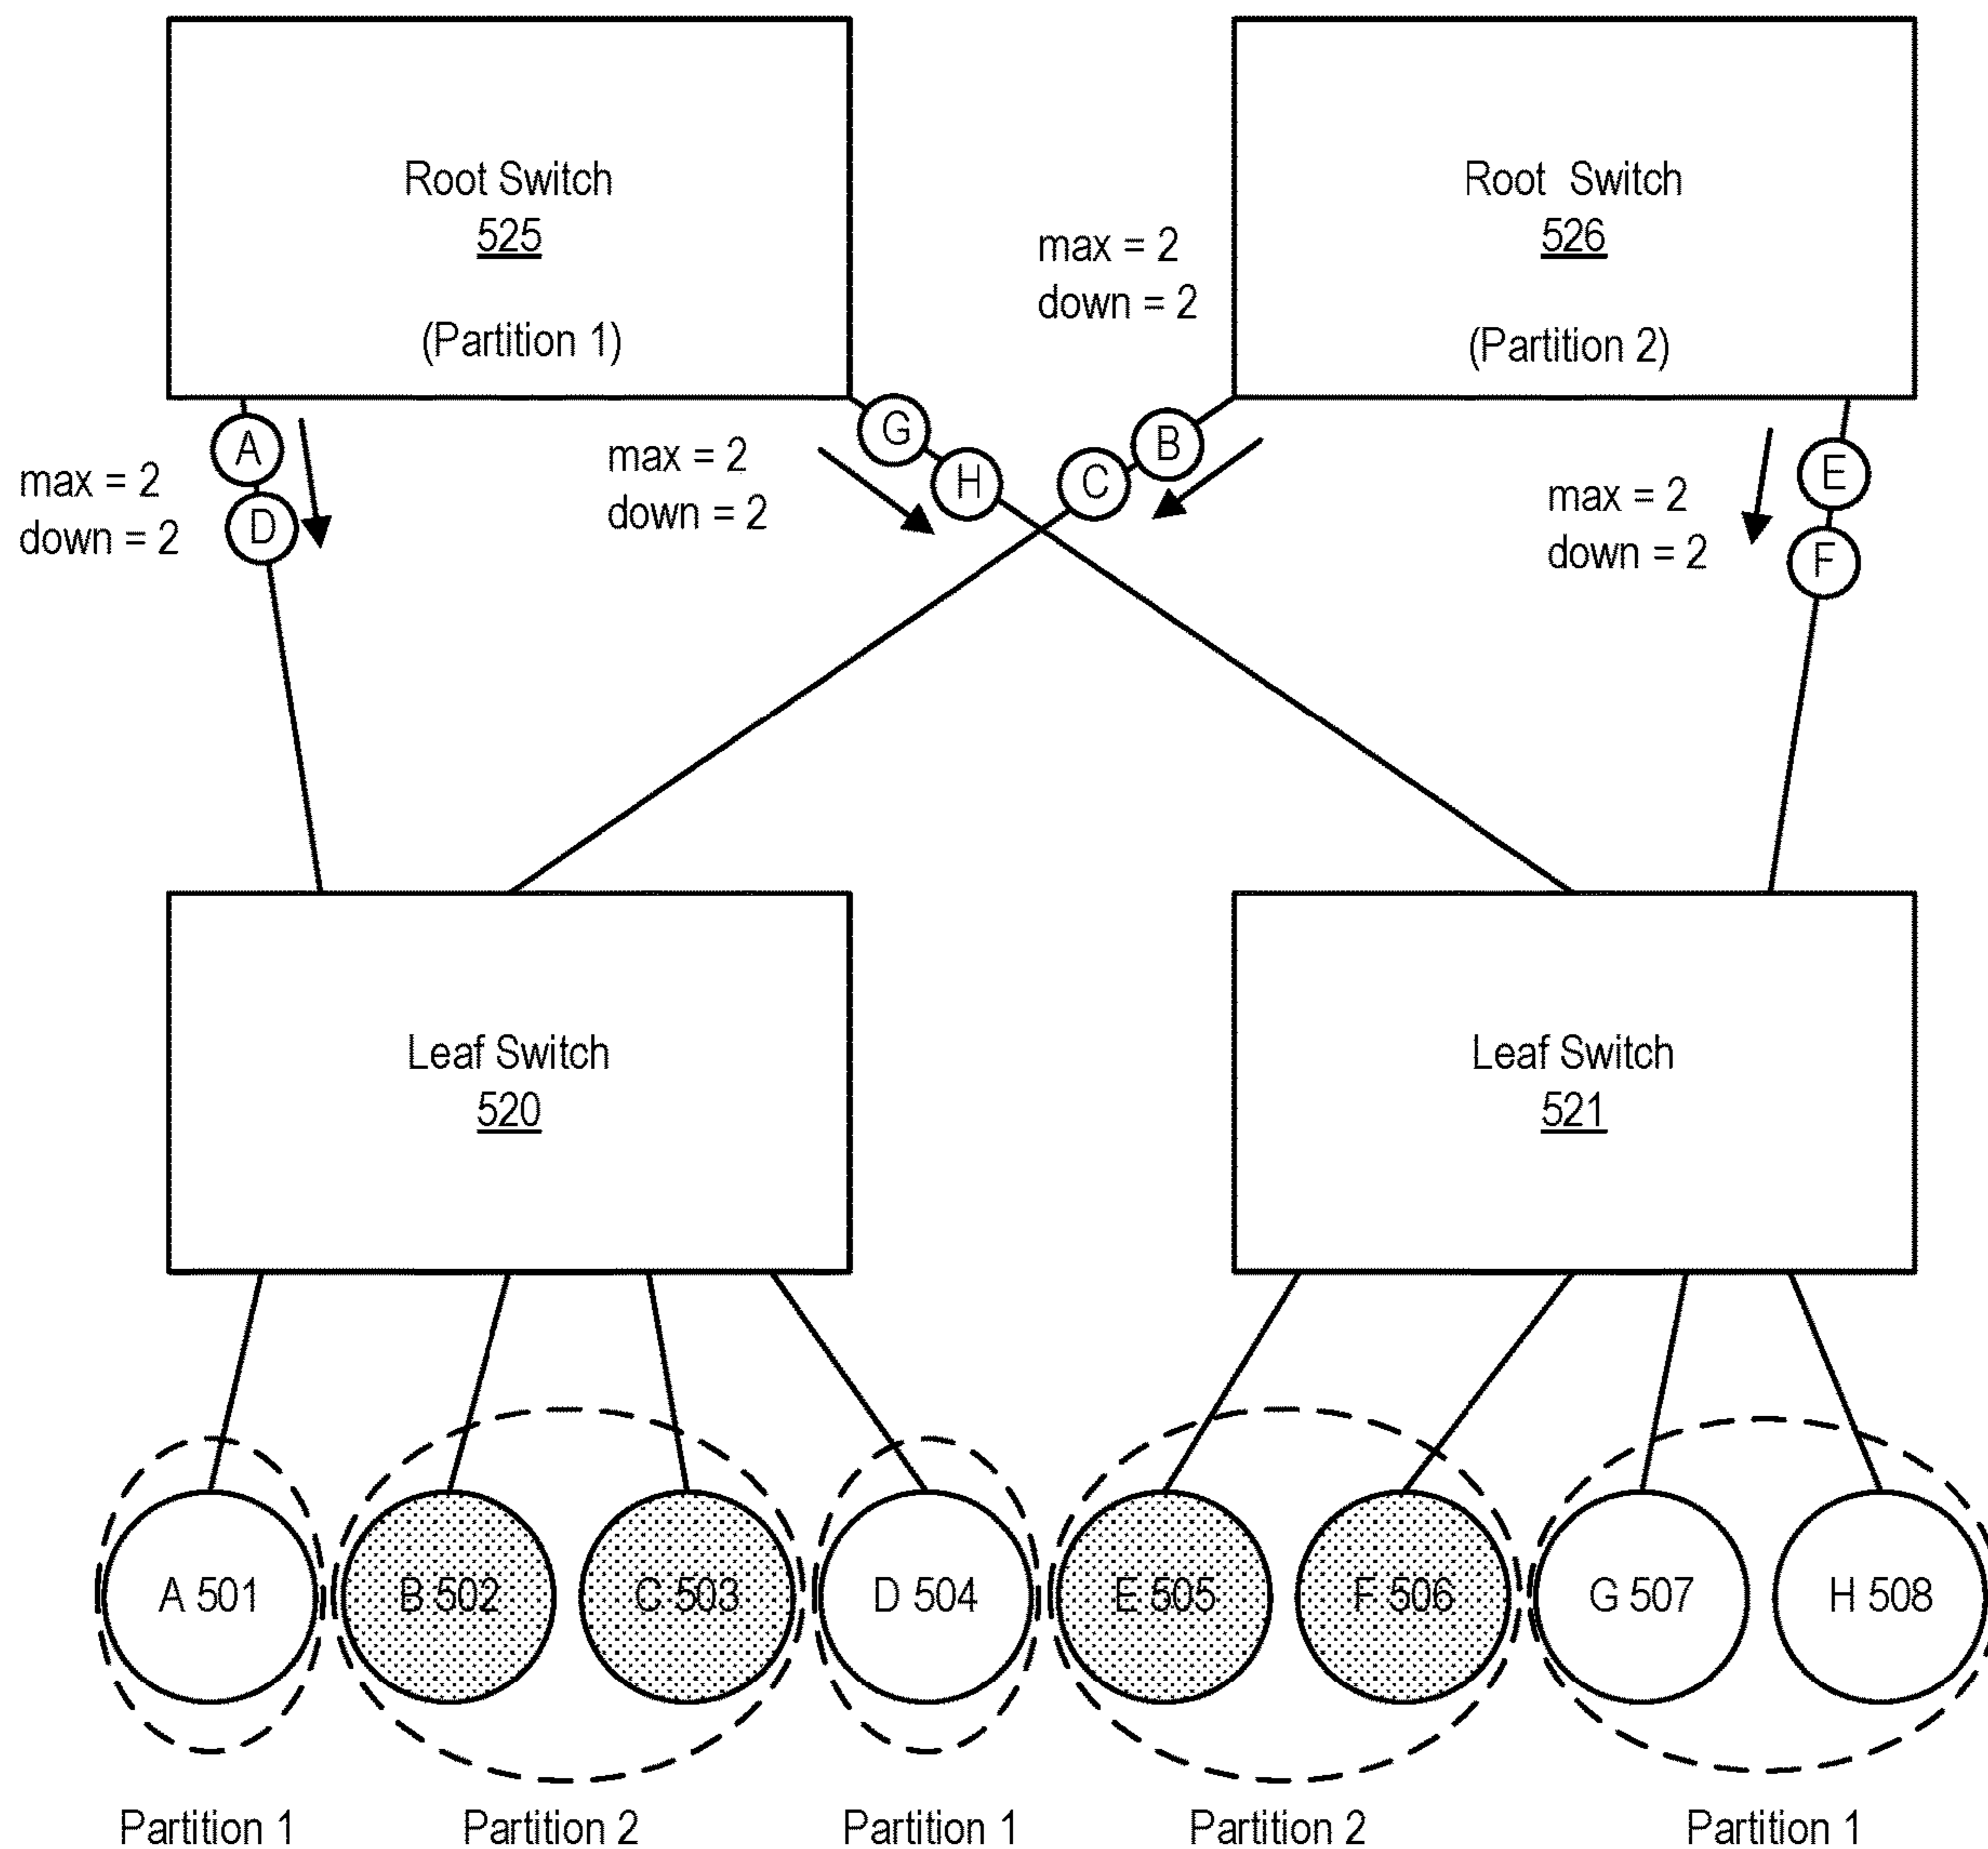 Root Switch
525
(Partition 1)
Root Switch
526
(Partition 2)
max = 2
down = 2
A
D
max = 2
down = 2
G
H
max = 2
down = 2
B
C
max = 2
down = 2
E
F
Leaf Switch
520
Leaf Switch
521
A 501
B 502
C 503
D 504
E 505
F 506
G 507
H 508
Partition 1
Partition 2
Partition 1
Partition 2
Partition 1